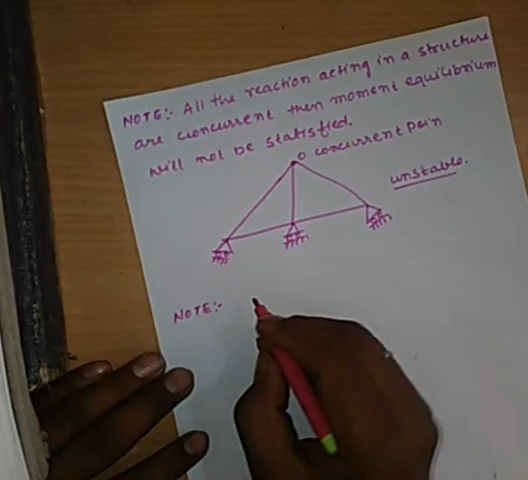 NOTE:- All the reaction acting in a structure
are concurrent then moment equilibrium
will not be statisfied.
O concurrent Poin
unstable.
NOTE:-